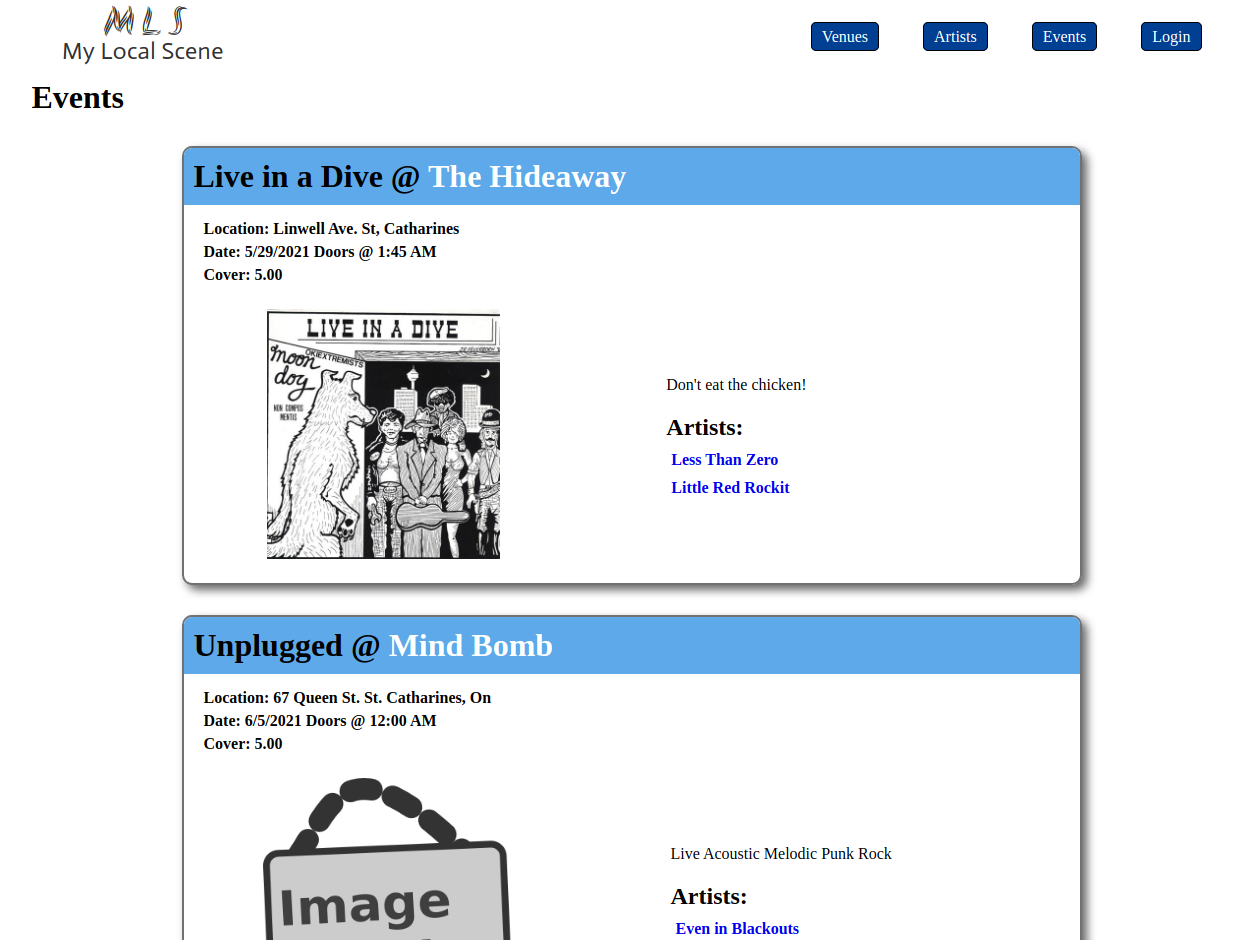 MLS
My Local Scene
Venues
Artists
Events
Login
Events
Live in a Dive @ The Hideaway
Location: Linwell Ave. St, Catharines
Date: 5/29/2021 Doors @ 1:45 AM
Cover: 5.00
LIVE IN A DIVE
OKIEXTREMISTS
moon
dog
NON COMPOS
MENTIS
Don't eat the chicken!
Artists:
Less Than Zero
Little Red Rockit
Unplugged @ Mind Bomb
Location: 67 Queen St. St. Catharines, On
Date: 6/5/2021 Doors @ 12:00 AM
Cover: 5.00
Image
Live Acoustic Melodic Punk Rock
Artists:
Even in Blackouts